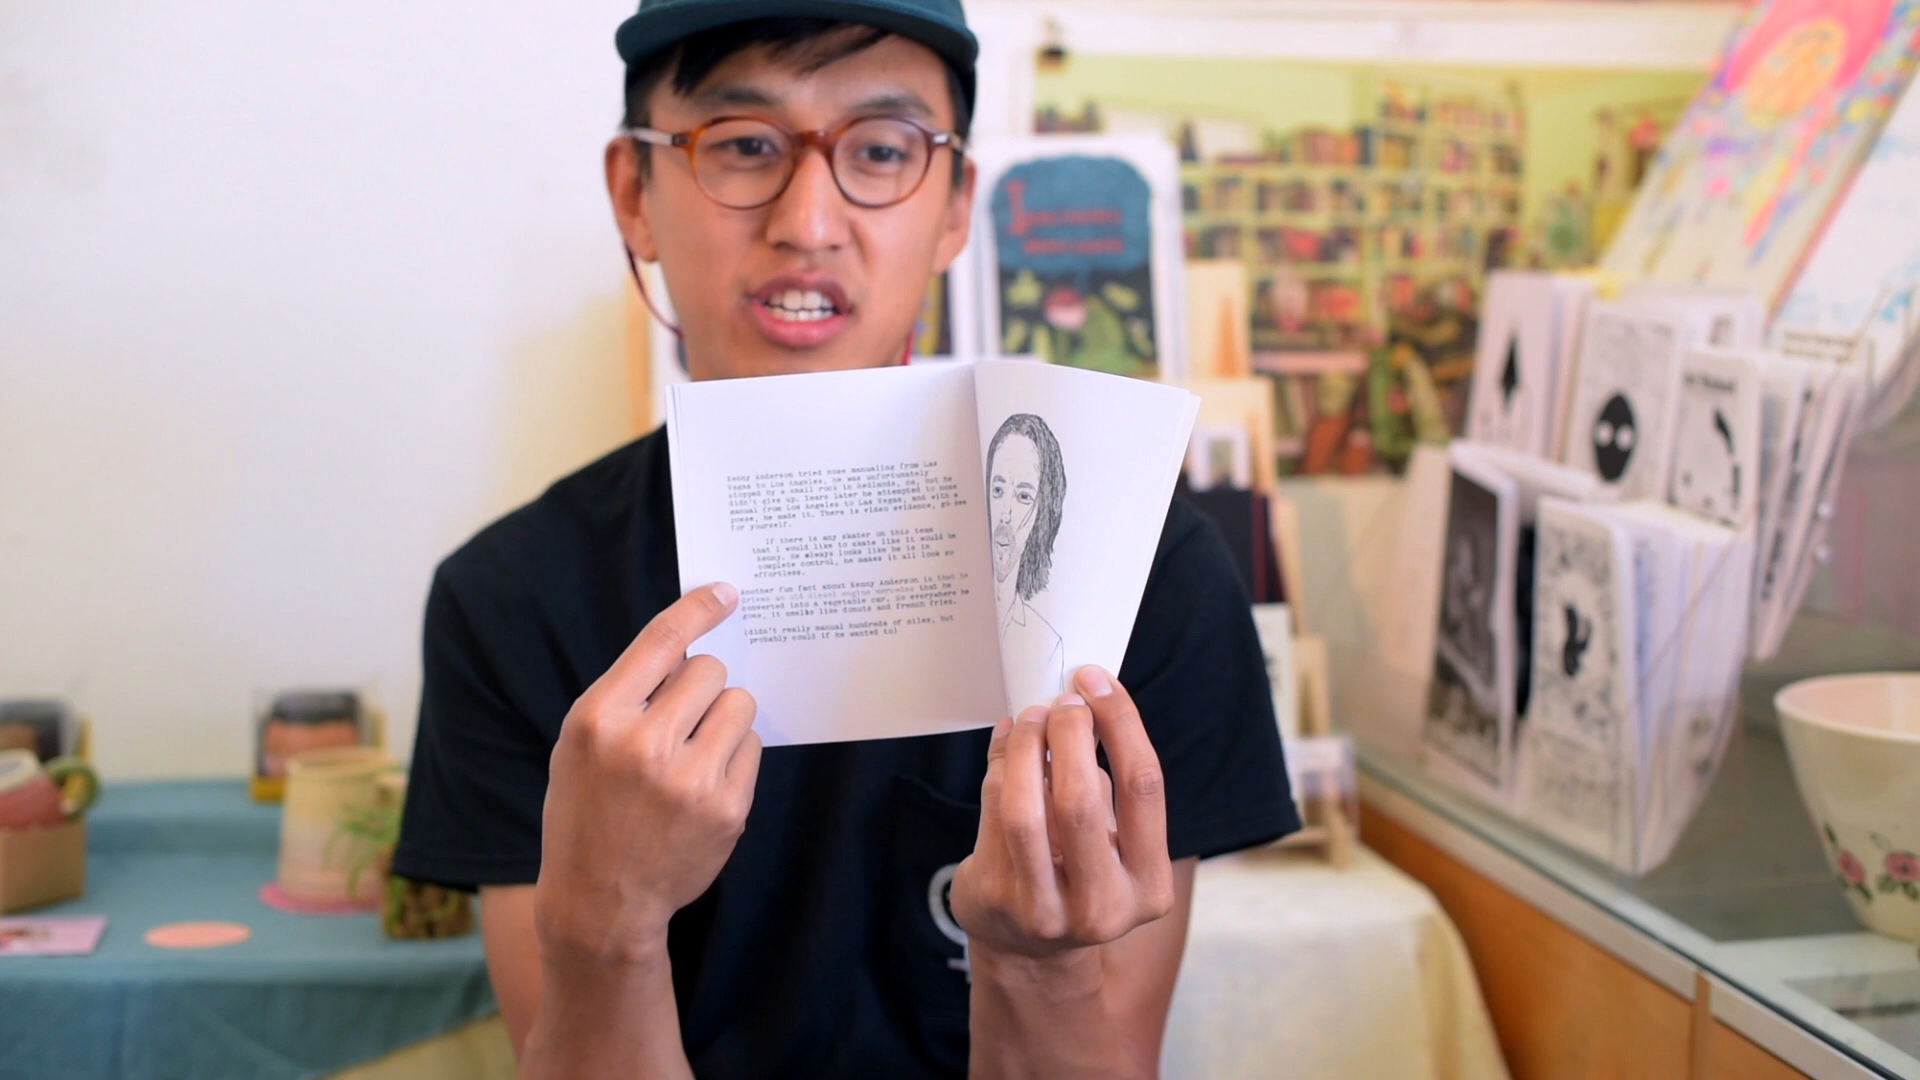 Kenny Anderson tried nose manualing from Las
Vegas to Los Angeles, he was unfortunately
stopped by a small rock in Redlands, ca, but he
didn't give up. Years later he attempted to nose
manual from Los Angeles to Las Vegas, and with a
posse, he made it. There is video evidence, go see
for yourself.
If there is any skater on this team
that I would like to skate like it would be
Kenny. He always looks like he is in
complete control, he makes it all look so
effortless.
Another fun fact about Kenny Anderson is that he
drives an old diesel engine mercedes that he
converted into a vegetable car. So everywhere he
goes, it smells like donuts and french fries.
(didn't really manual hundreds of miles, but
probably could if he wanted to)